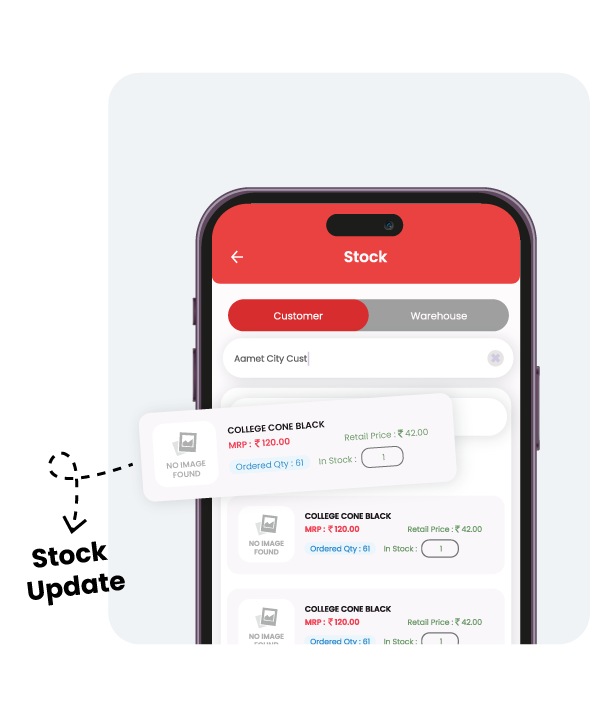 Stock
Customer
Warehouse
Aamet City Cust
COLLEGE CONE BLACK
MRP : ₹ 120.00
Retail Price : ₹ 42.00
NO IMAGE
FOUND
Ordered Qty : 61
In Stock :
1
Stock
Update
COLLEGE CONE BLACK
MRP : ₹ 120.00
Retail Price : ₹ 42.00
NO IMAGE
FOUND
Ordered Qty : 61
In Stock :
1
COLLEGE CONE BLACK
MRP : ₹ 120.00
Retail Price : ₹ 42.00
NO IMAGE
FOUND
Ordered Qty : 61
In Stock :
1